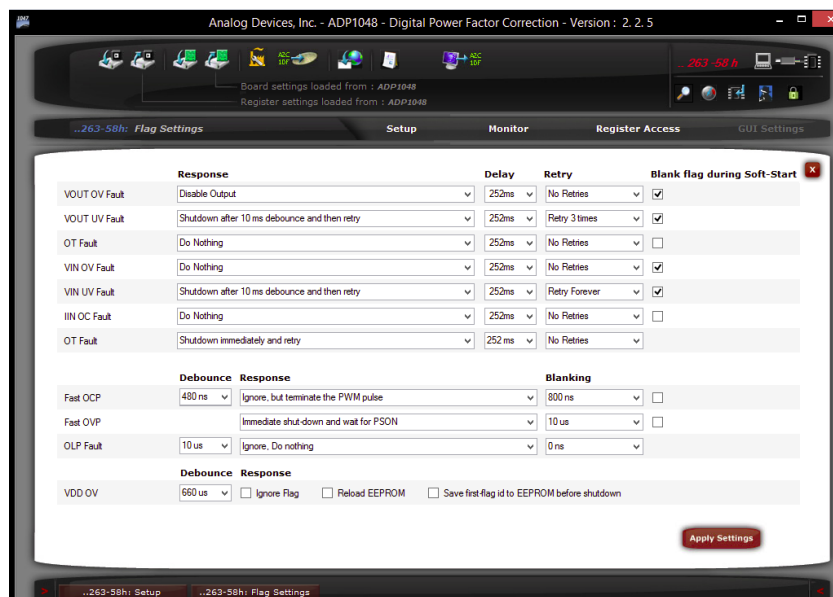 1047
Analog Devices, Inc. - ADP1048 - Digital Power Factor Correction - Version : 2. 2. 5
A2C
1DF
A2C
1DF
.. 263-58 h
Board settings loaded from : ADP1048
Register settings loaded from : ADP1048
..263-58h: Flag Settings Setup Monitor Register Access GUI Settings
Response Delay Retry Blank flag during Soft-Start X
VOUT OV Fault Disable Output 252ms No Retries
VOUT UV Fault Shutdown after 10 ms debounce and then retry 252ms Retry 3 times
OT Fault Do Nothing 252ms No Retries
VIN OV Fault Do Nothing 252ms No Retries
VIN UV Fault Shutdown after 10 ms debounce and then retry 252ms Retry Forever
IIN OC Fault Do Nothing 252ms No Retries
OT Fault Shutdown immediately and retry 252 ms No Retries
Debounce Response Blanking
Fast OCP 480 ns Ignore, but terminate the PWM pulse 800 ns
Fast OVP Immediate shut-down and wait for PSON 10 us
OLP Fault 10 us Ignore, Do nothing 0 ns
Debounce Response
VDD OV 660 us Ignore Flag Reload EEPROM Save first-flag id to EEPROM before shutdown
Apply Settings
> ..263-58h: Setup ..263-58h: Flag Settings <